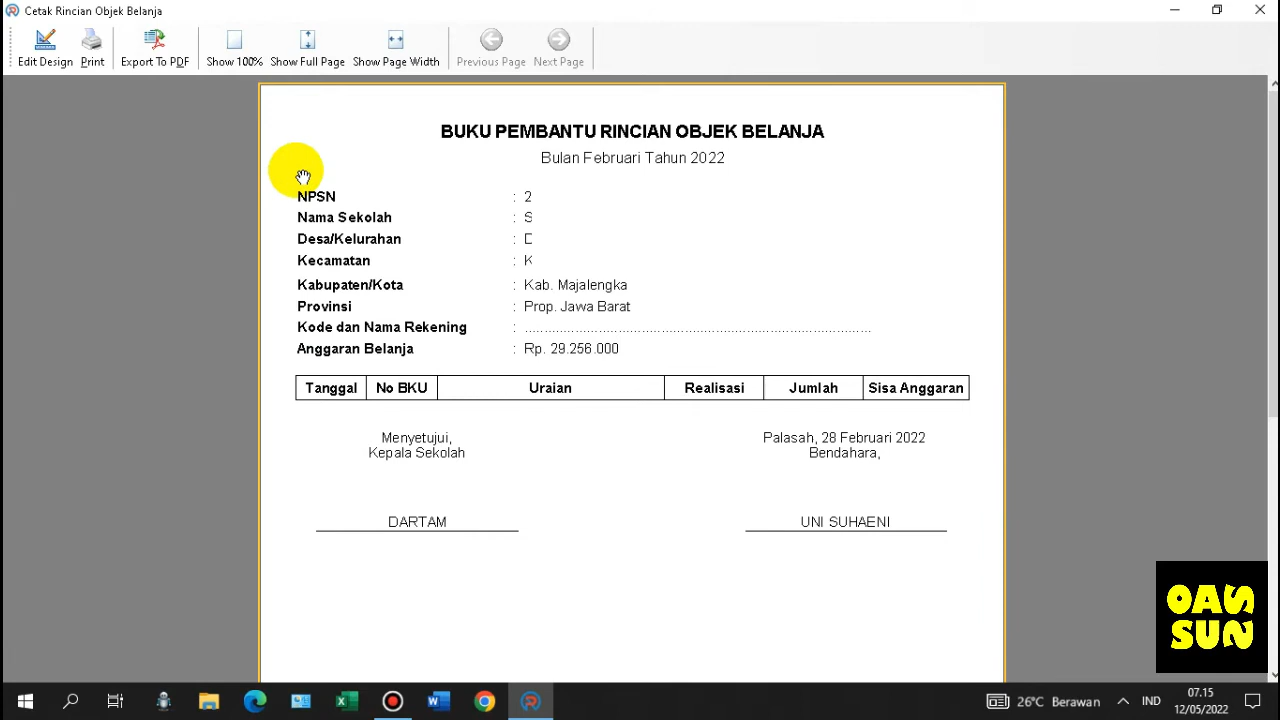 Cetak Rincian Objek Belanja
Edit Design Print Export To PDF Show 100% Show Full Page Show Page Width Previous Page Next Page
BUKU PEMBANTU RINCIAN OBJEK BELANJA
Bulan Februari Tahun 2022
NPSN : 2
Nama Sekolah : S
Desa/Kelurahan : D
Kecamatan : K
Kabupaten/Kota : Kab. Majalengka
Provinsi : Prop. Jawa Barat
Kode dan Nama Rekening : ........................................................................................
Anggaran Belanja : Rp. 29.256.000
Tanggal No BKU Uraian Realisasi Jumlah Sisa Anggaran
Menyetujui, Palasah, 28 Februari 2022
Kepala Sekolah Bendahara,
DARTAM UNI SUHAENI
OAS
SUN
26°C Berawan IND 07.15
12/05/2022